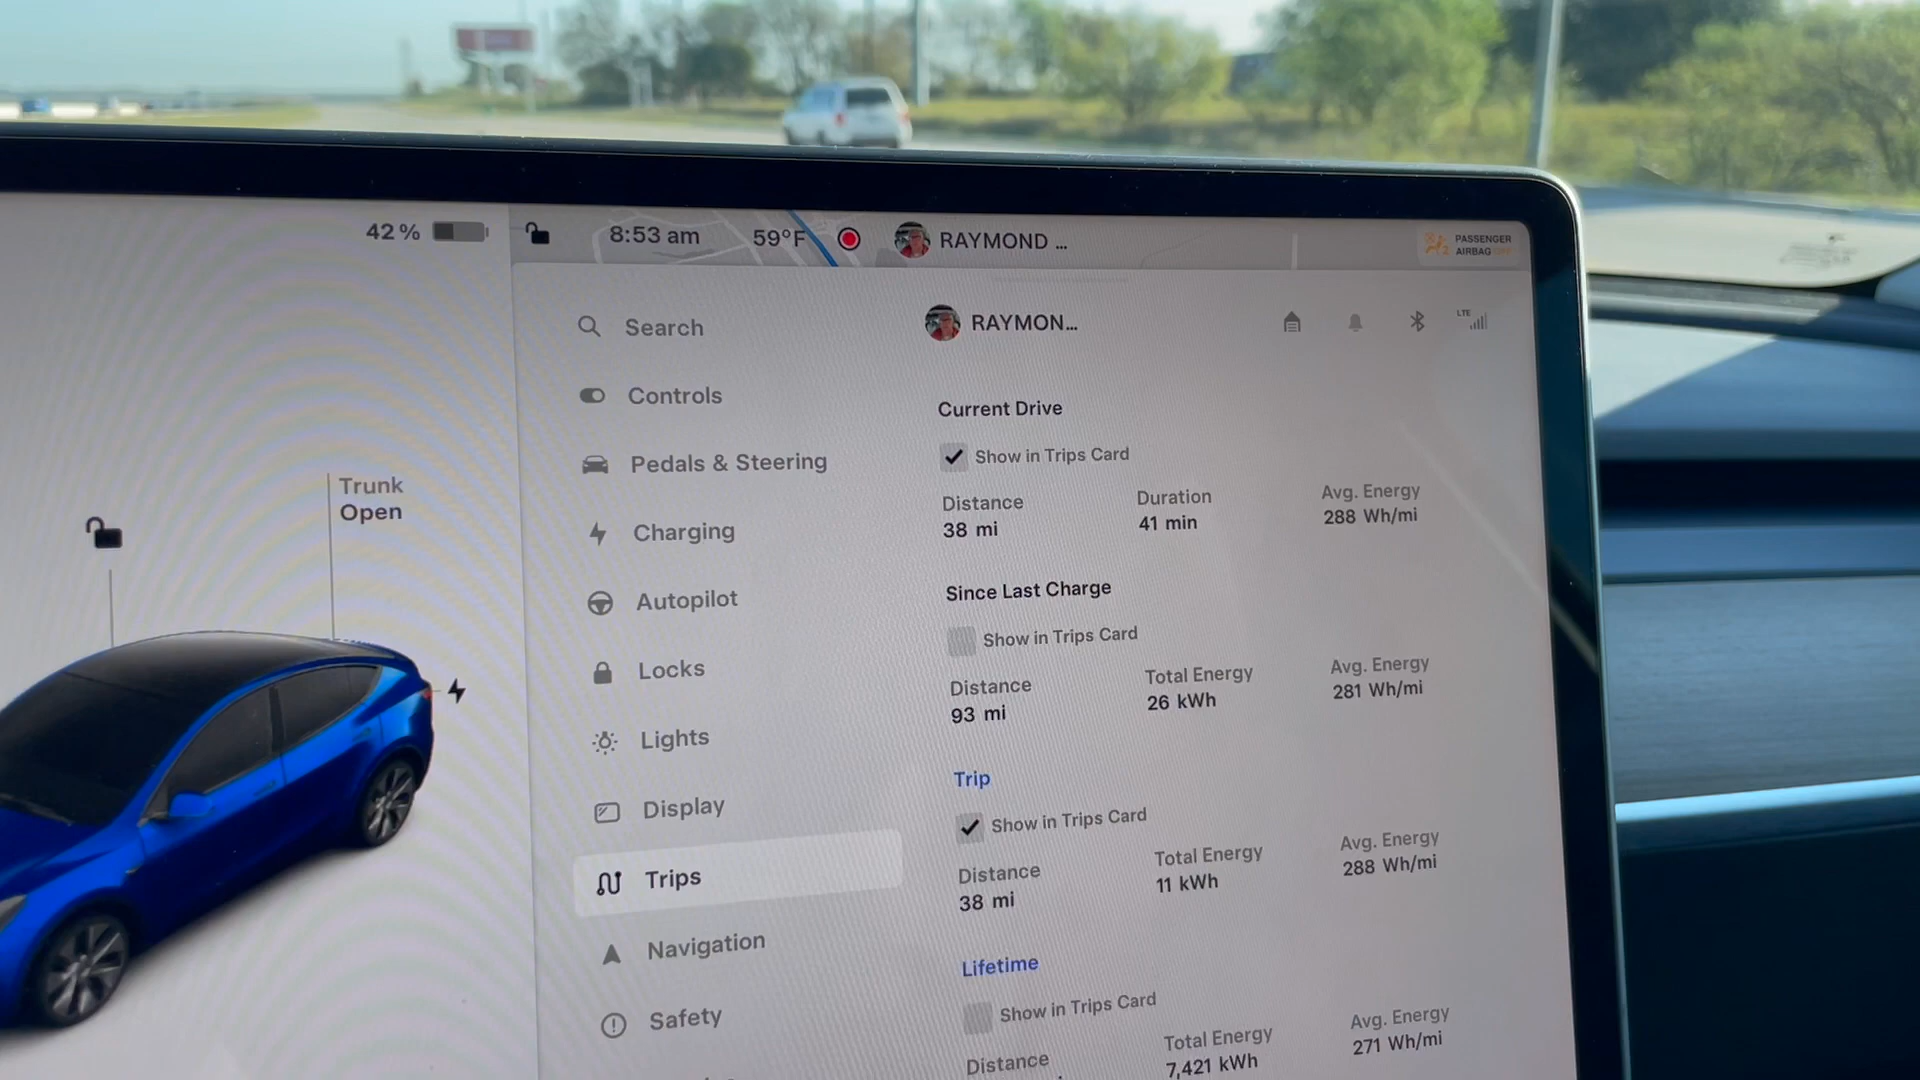 42%
8:53 am
59°F
RAYMOND ...
PASSENGER
AIRBAG OFF
Search
RAYMON...
LTE
Controls
Pedals & Steering
Charging
Autopilot
Locks
Lights
Display
Trips
Navigation
Safety
Trunk
Open
Current Drive
Show in Trips Card
Distance Duration Avg. Energy
38 mi 41 min 288 Wh/mi
Since Last Charge
Show in Trips Card
Distance Total Energy Avg. Energy
93 mi 26 kWh 281 Wh/mi
Trip
Show in Trips Card
Distance Total Energy Avg. Energy
38 mi 11 kWh 288 Wh/mi
Lifetime
Show in Trips Card
Distance Total Energy Avg. Energy
7,421 kWh 271 Wh/mi